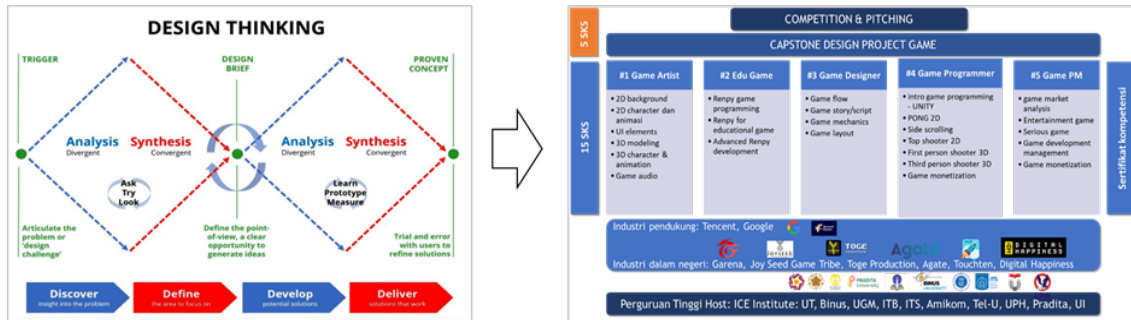 DESIGN THINKING
TRIGGER
DESIGN
BRIEF
PROVEN
CONCEPT
Analysis
Divergent
Synthesis
Convergent
Analysis
Divergent
Synthesis
Convergent
Ask
Try
Look
Learn
Prototype
Measure
Articulate the
problem or
'design
challenge'
Define the point-
of-view, a clear
opportunity to
generate ideas
Trial and error
with users to
refine solutions
Discover
insight into the problem
Define
the area to focus on
Develop
potential solutions
Deliver
solutions that work
5 SKS
COMPETITION & PITCHING
CAPSTONE DESIGN PROJECT GAME
15 SKS
#1 Game Artist
• 2D background
• 2D character dan
animasi
• UI elements
• 3D modeling
• 3D character &
animation
• Game audio
#2 Edu Game
• Renpy game
programming
• Renpy for
educational game
• Advanced Renpy
development
#3 Game Designer
• Game flow
• Game story/script
• Game mechanics
• Game layout
#4 Game Programmer
• intro game programming
- UNITY
• PONG 2D
• Side scrolling
• Top shooter 2D
• First person shooter 3D
• Third person shooter 3D
• Game monetization
#5 Game PM
• game market
analysis
• Entertainment game
• Serious game
• Game development
management
• Game monetization
Sertifikat kompetensi
Industri pendukung: Tencent, Google
JOYSEED
TOGE
Agate
DIGITAL
HAPPINESS
Industri dalam negeri: Garena, Joy Seed Game Tribe, Toge Production, Agate, Touchten, Digital Happiness
PRADITA
University
BINUS
UNIVERSITY
Perguruan Tinggi Host: ICE Institute: UT, Binus, UGM, ITB, ITS, Amikom, Tel-U, UPH, Pradita, UI